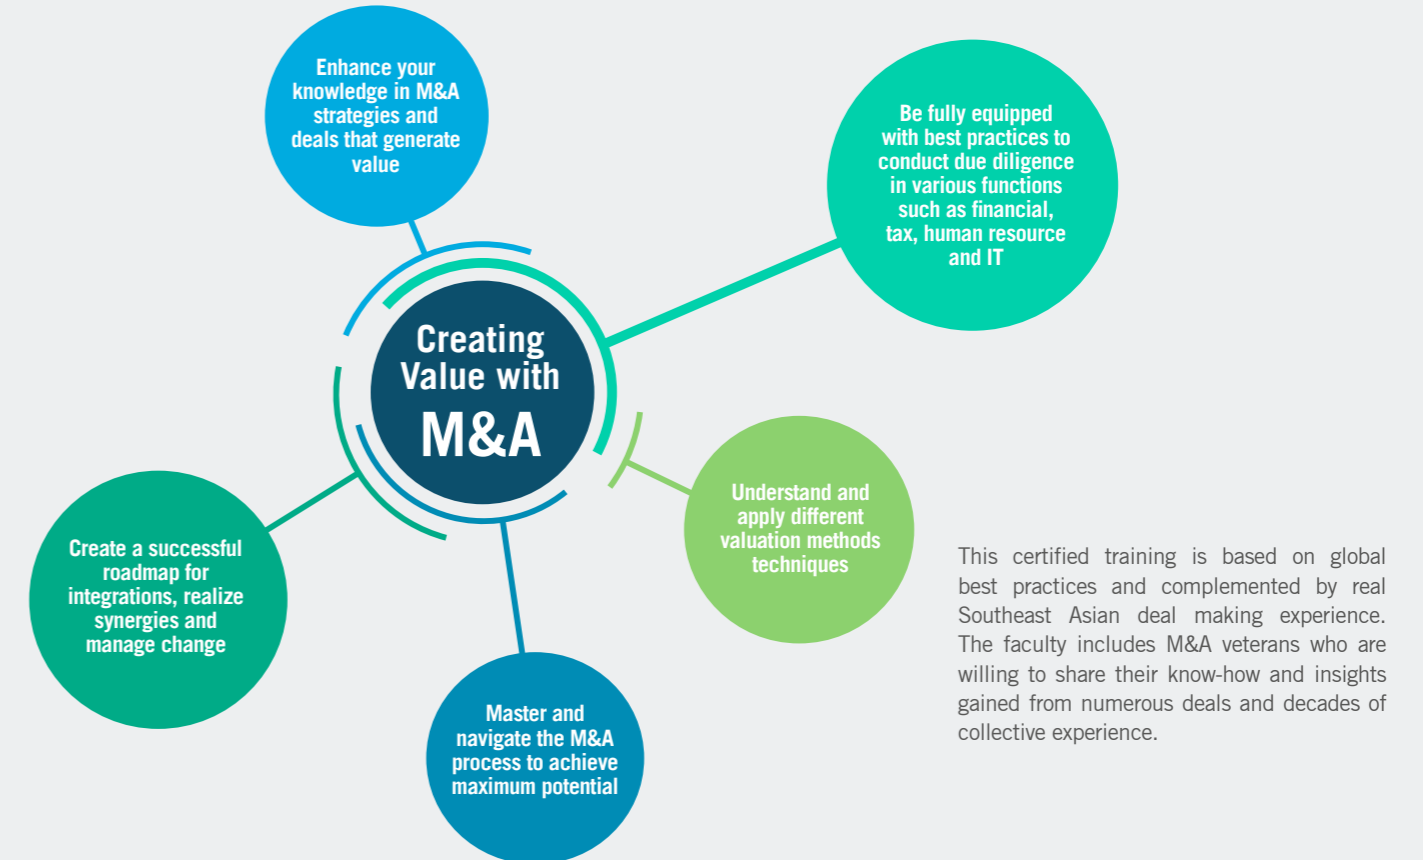 Enhance your
knowledge in M&A
strategies and
deals that generate
value
Be fully equipped
with best practices to
conduct due diligence
in various functions
such as financial,
tax, human resource
and IT
Creating
Value with
M&A
Understand and
apply different
valuation methods
techniques
Create a successful
roadmap for
integrations, realize
synergies and
manage change
Master and
navigate the M&A
process to achieve
maximum potential
This certified training is based on global
best practices and complemented by real
Southeast Asian deal making experience.
The faculty includes M&A veterans who are
willing to share their know-how and insights
gained from numerous deals and decades of
collective experience.